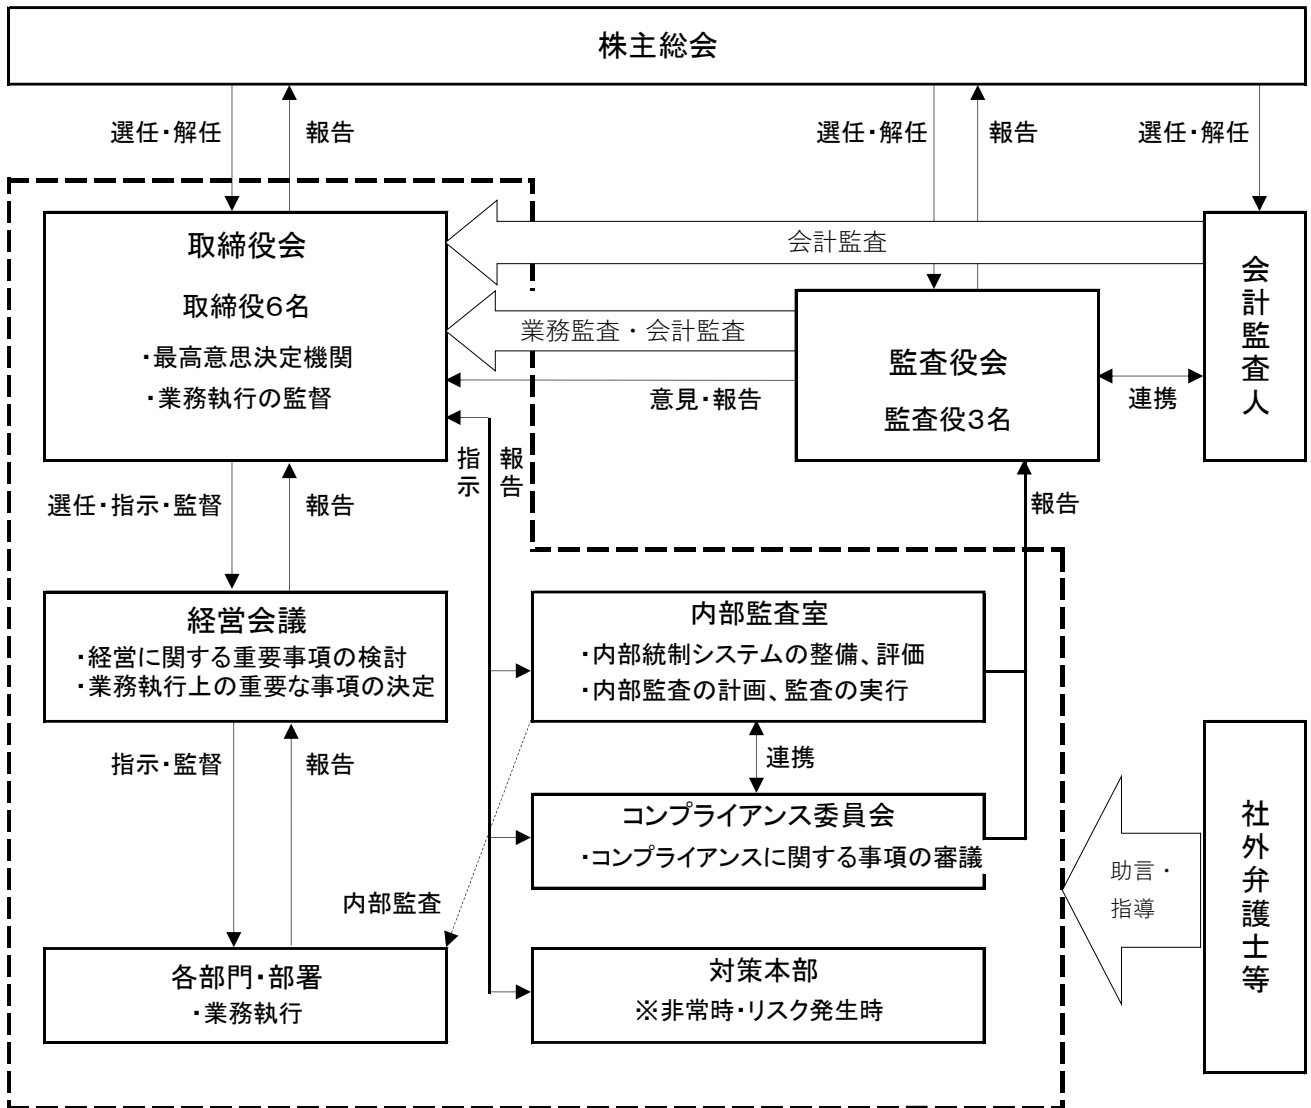 株主総会
選任・解任
報告
選任・解任
報告
選任・解任
取締役会
取締役6名
・最高意思決定機関
・業務執行の監督
会計監査
業務監査・会計監査
意見・報告
監査役会
監査役3名
連携
会計監査人
指示
報告
選任・指示・監督
報告
報告
経営会議
・経営に関する重要事項の検討
・業務執行上の重要な事項の決定
内部監査室
・内部統制システムの整備、評価
・内部監査の計画、監査の実行
指示・監督
報告
連携
コンプライアンス委員会
・コンプライアンスに関する事項の審議
内部監査
助言・
指導
社外弁護士等
各部門・部署
・業務執行
対策本部
※非常時・リスク発生時